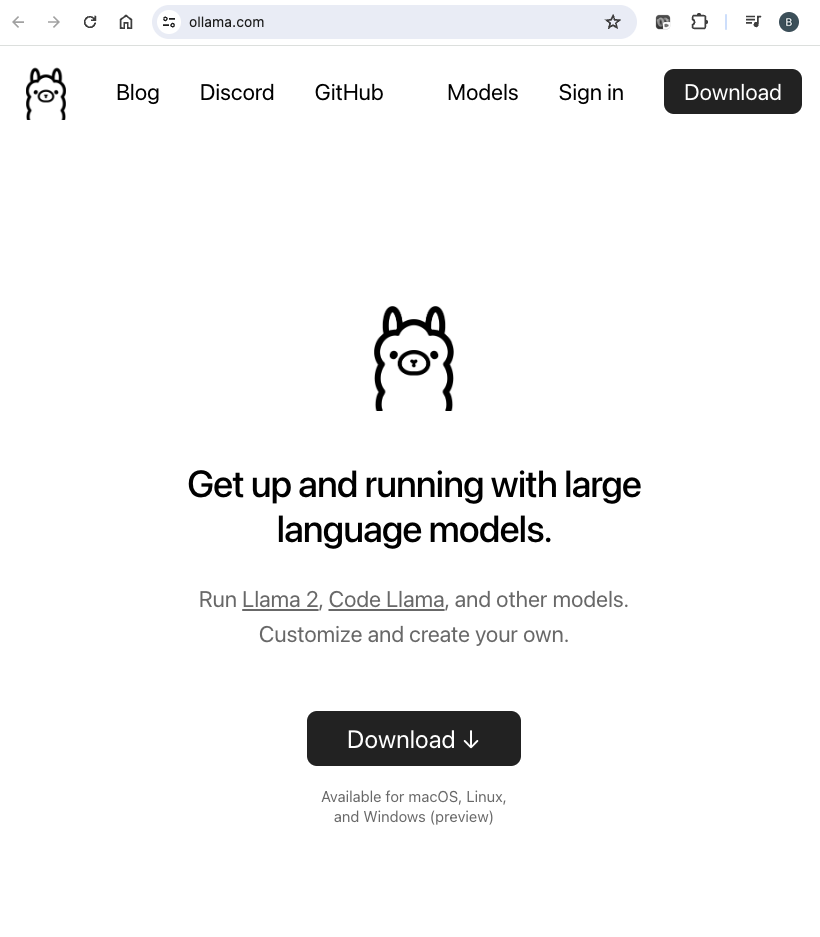 ollama.com
B
Blog Discord GitHub Models Sign in Download
Get up and running with large
language models.
Run Llama 2, Code Llama, and other models.
Customize and create your own.
Download ↓
Available for macOS, Linux,
and Windows (preview)